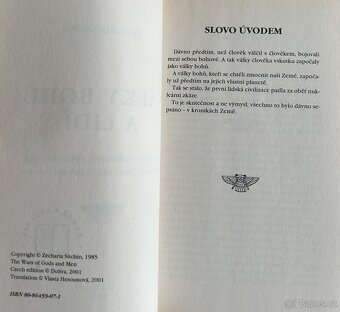 Copyright © Zecharia Sitchin, 1985
The Wars of Gods and Men
Czech edition © Dobra, 2001
Translation © Vlasta Hesounová, 2001
ISBN 80-86459-07-1
SLOVO ÚVODEM
Dávno předtím, než člověk válčil s člověkem, bojovali
mezi sebou bohové. A tak války člověka vskutku započaly
jako války bohů.
A války bohů, kteří se chtěli zmocnit naší Země, započa-
ly už předtím na jejich vlastní planetě.
Tak se stalo, že první lidská civilizace padla za oběť nuk-
leární zkáze.
To je skutečnost a ne výmysl, všechno to bylo dávno se-
psáno – v kronikách Země.